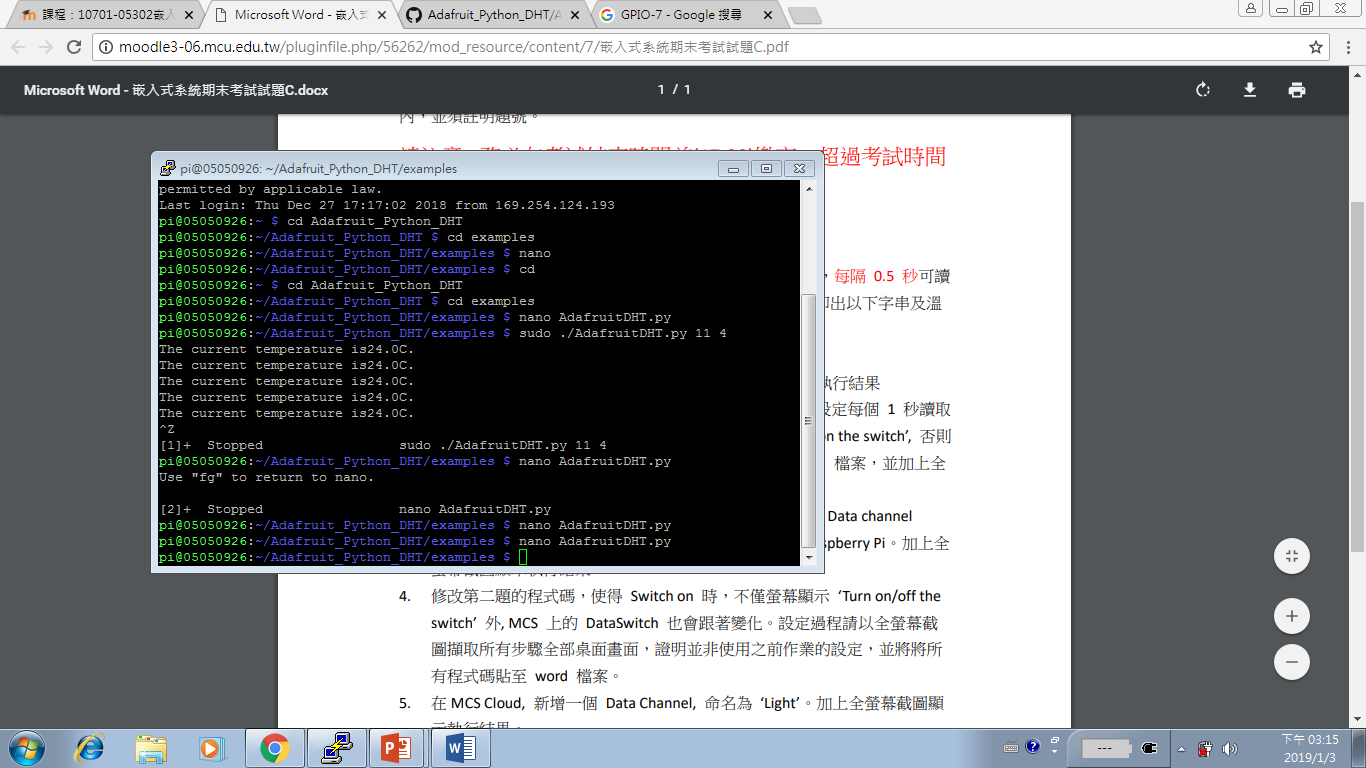 課程：10701-05302嵌入
Microsoft Word - 嵌入式
Adafruit_Python_DHT/A
GPIO-7 - Google 搜尋
moodle3-06.mcu.edu.tw/pluginfile.php/56262/mod_resource/content/7/嵌入式系統期末考試試題C.pdf
Microsoft Word - 嵌入式系統期末考試試題C.docx
1 / 1
內，並須註明題號。
超過考試時間
pi@05050926: ~/Adafruit_Python_DHT/examples
permitted by applicable law.
Last login: Thu Dec 27 17:17:02 2018 from 169.254.124.193
pi@05050926:~ $ cd Adafruit_Python_DHT
pi@05050926:~/Adafruit_Python_DHT $ cd examples
pi@05050926:~/Adafruit_Python_DHT/examples $ nano
pi@05050926:~/Adafruit_Python_DHT/examples $ cd
pi@05050926:~ $ cd Adafruit_Python_DHT
pi@05050926:~/Adafruit_Python_DHT $ cd examples
pi@05050926:~/Adafruit_Python_DHT/examples $ nano AdafruitDHT.py
pi@05050926:~/Adafruit_Python_DHT/examples $ sudo ./AdafruitDHT.py 11 4
The current temperature is24.0C.
The current temperature is24.0C.
The current temperature is24.0C.
The current temperature is24.0C.
The current temperature is24.0C.
^Z
[1]+  Stopped                 sudo ./AdafruitDHT.py 11 4
pi@05050926:~/Adafruit_Python_DHT/examples $ nano AdafruitDHT.py
Use "fg" to return to nano.
[2]+  Stopped                 nano AdafruitDHT.py
pi@05050926:~/Adafruit_Python_DHT/examples $ nano AdafruitDHT.py
pi@05050926:~/Adafruit_Python_DHT/examples $ nano AdafruitDHT.py
pi@05050926:~/Adafruit_Python_DHT/examples $
，每隔 0.5 秒可讀
印出以下字串及溫
執行結果
設定每個 1 秒讀取
on the switch’, 否則
檔案，並加上全
Data channel
spberry Pi。加上全
4. 修改第二題的程式碼，使得 Switch on 時，不僅螢幕顯示 ‘Turn on/off the
switch’ 外, MCS 上的 DataSwitch 也會跟著變化。設定過程請以全螢幕截
圖擷取所有步驟全部桌面畫面，證明並非使用之前作業的設定，並將將所
有程式碼貼至 word 檔案。
5. 在 MCS Cloud, 新增一個 Data Channel, 命名為 ‘Light’。加上全螢幕截圖顯
示執行結果。
---
下午 03:15
2019/1/3